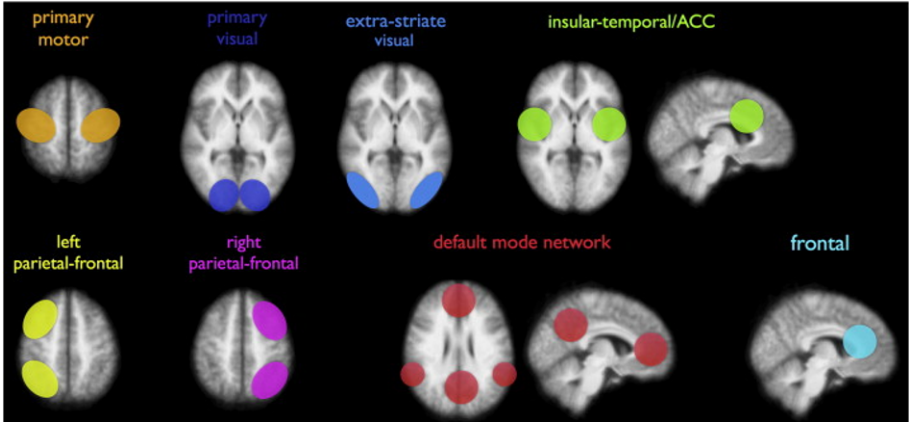 primary
motor
primary
visual
extra-striate
visual
insular-temporal/ACC
left
parietal-frontal
right
parietal-frontal
default mode network
frontal